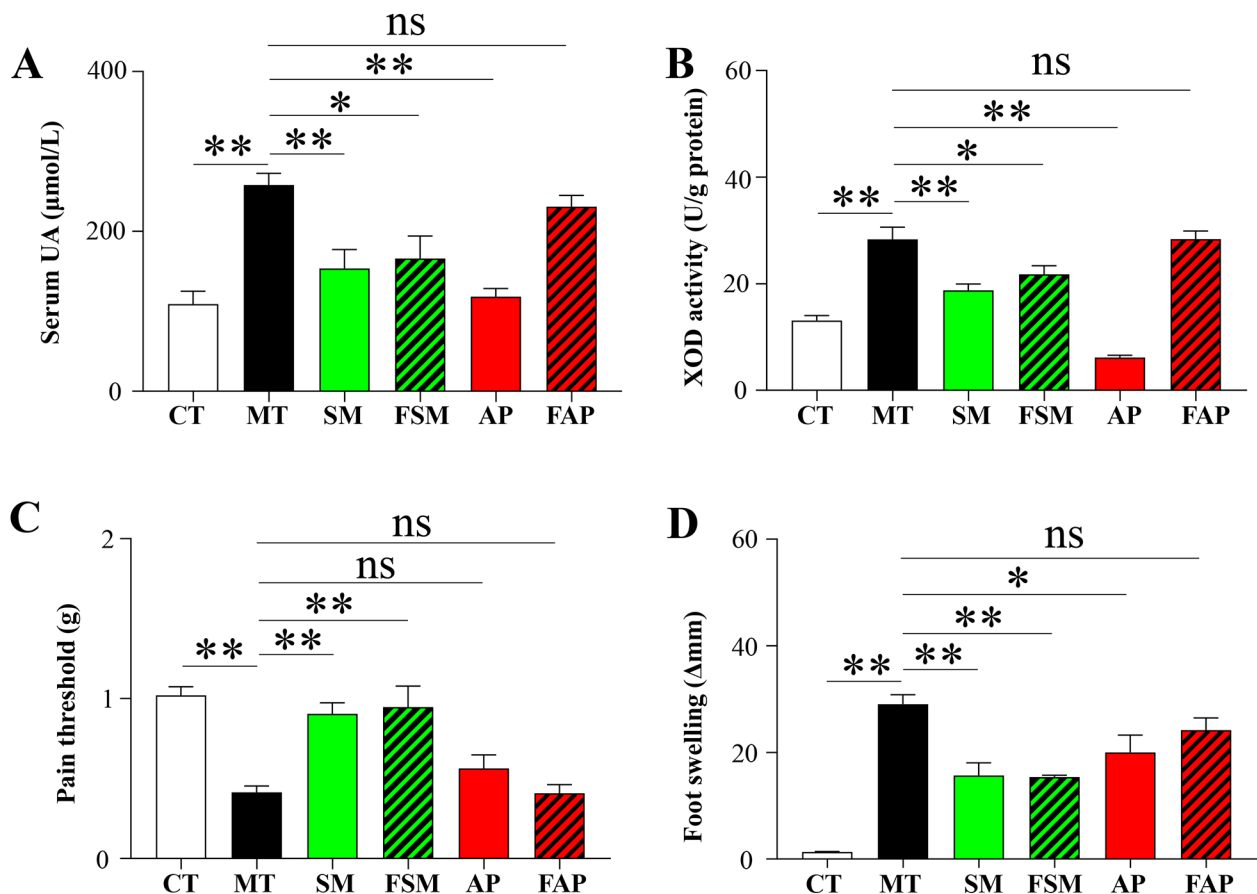 A
Serum UA (μmol/L)
400
200
0
ns
**
*
**
**
CT MT SM FSM AP FAP
B
XOD activity (U/g protein)
60
40
20
0
ns
**
*
**
**
CT MT SM FSM AP FAP
C
Pain threshold (g)
2
1
0
ns
ns
**
**
**
CT MT SM FSM AP FAP
D
Foot swelling (Δmm)
60
40
20
0
ns
*
**
**
**
CT MT SM FSM AP FAP